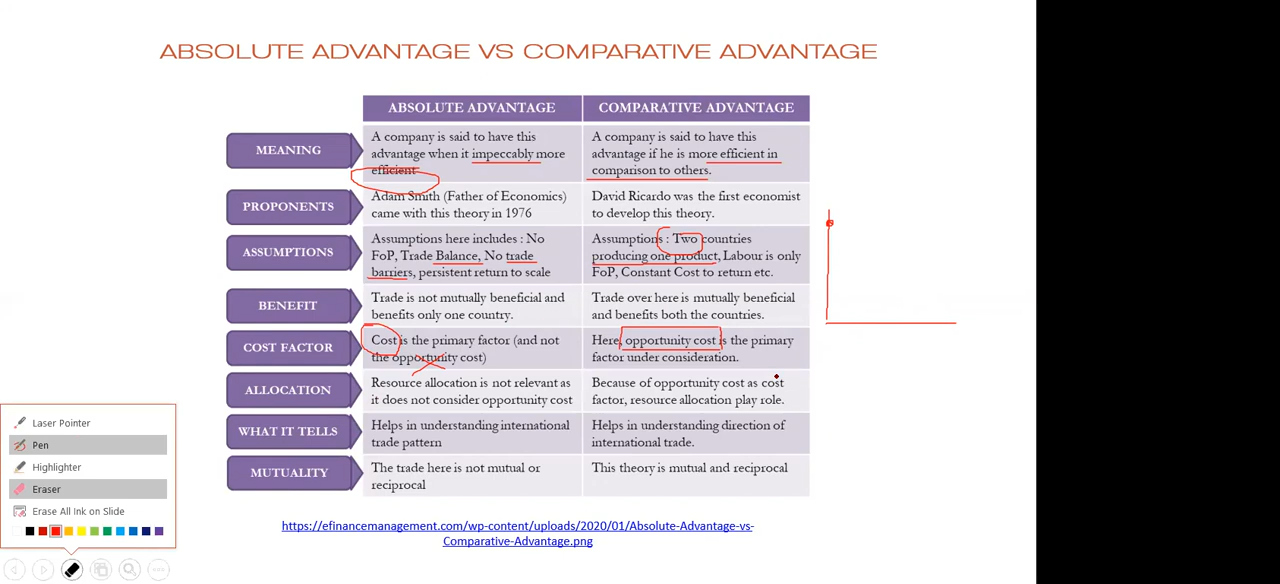 ABSOLUTE ADVANTAGE VS COMPARATIVE ADVANTAGE
ABSOLUTE ADVANTAGE
COMPARATIVE ADVANTAGE
MEANING
A company is said to have this
advantage when it impeccably more
efficient
A company is said to have this
advantage if he is more efficient in
comparison to others.
PROPONENTS
Adam Smith (Father of Economics)
came with this theory in 1976
David Ricardo was the first economist
to develop this theory.
ASSUMPTIONS
Assumptions here includes : No
FoP, Trade Balance, No trade
barriers, persistent return to scale
Assumptions : Two countries
producing one product, Labour is only
FoP, Constant Cost to return etc.
BENEFIT
Trade is not mutually beneficial and
benefits only one country.
Trade over here is mutually beneficial
and benefits both the countries.
COST FACTOR
Cost is the primary factor (and not
the opportunity cost)
Here, opportunity cost is the primary
factor under consideration.
ALLOCATION
Resource allocation is not relevant as
it does not consider opportunity cost
Because of opportunity cost as cost
factor, resource allocation play role.
WHAT IT TELLS
Helps in understanding international
trade pattern
Helps in understanding direction of
international trade.
MUTUALITY
The trade here is not mutual or
reciprocal
This theory is mutual and reciprocal
https://efinancemanagement.com/wp-content/uploads/2020/01/Absolute-Advantage-vs-
Comparative-Advantage.png
Laser Pointer
Pen
Highlighter
Eraser
Erase All Ink on Slide